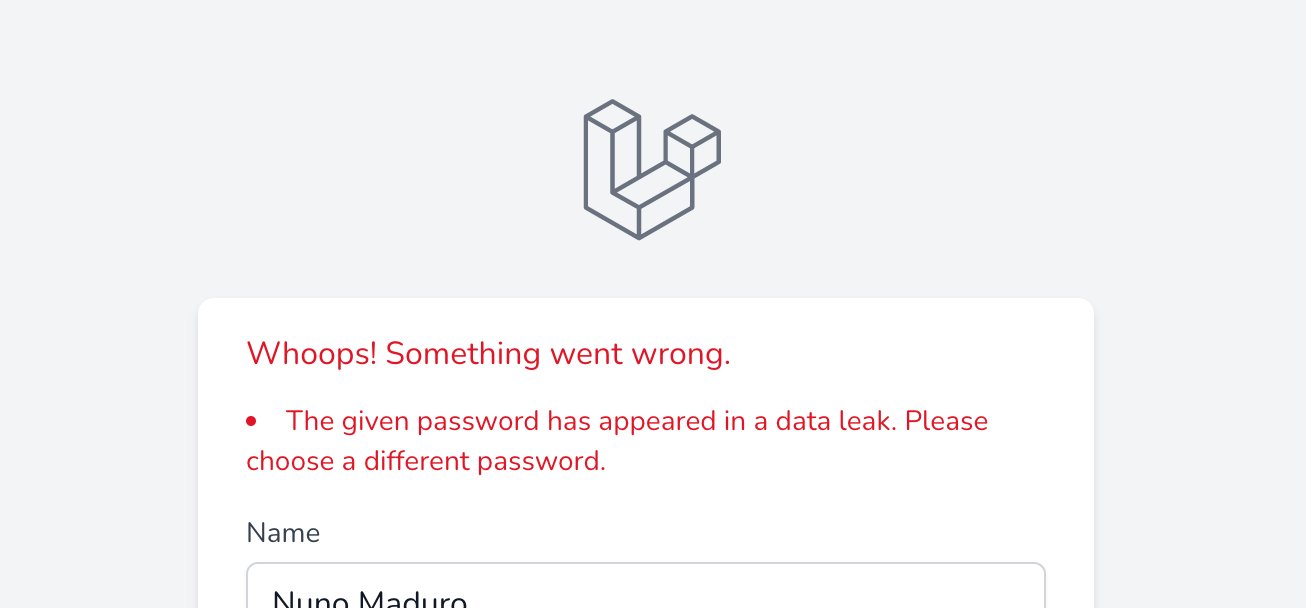 Whoops! Something went wrong.
• The given password has appeared in a data leak. Please
choose a different password.
Name
Nuno Maduro